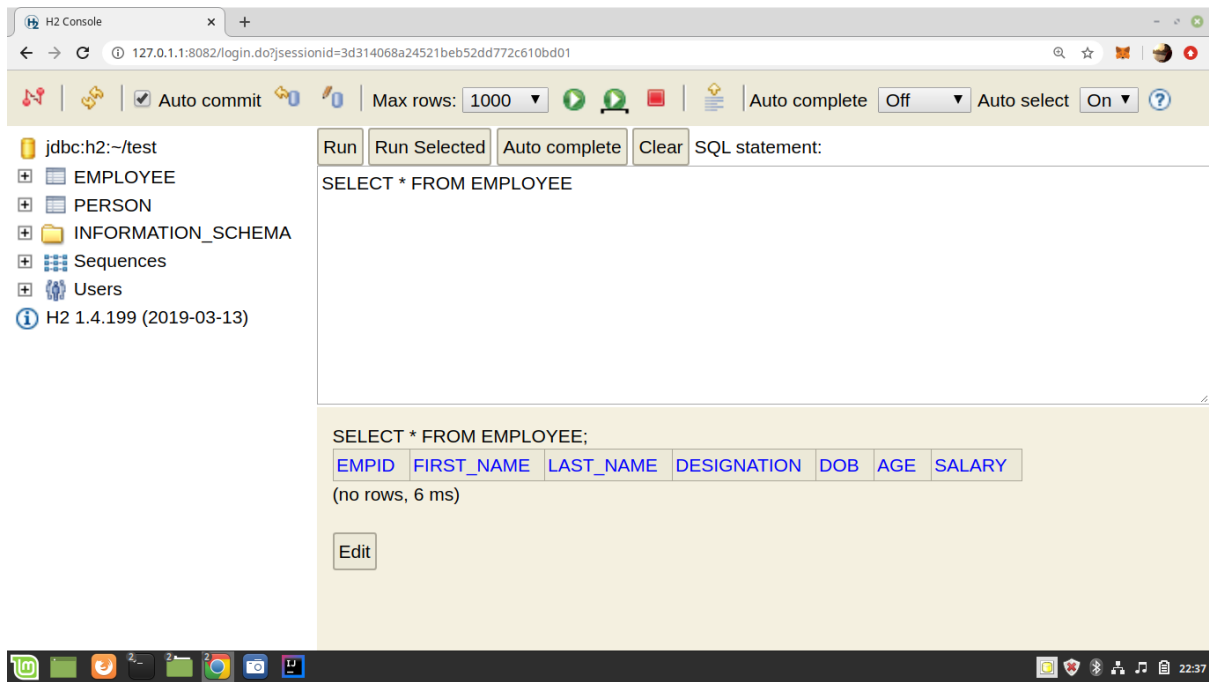 H2 Console
127.0.1.1:8082/login.do?jsessionid=3d314068a24521beb52dd772c610bd01
Auto commit Max rows: 1000 Auto complete Off Auto select On
jdbc:h2:~/test
EMPLOYEE
PERSON
INFORMATION_SCHEMA
Sequences
Users
H2 1.4.199 (2019-03-13)
Run Run Selected Auto complete Clear SQL statement:
SELECT * FROM EMPLOYEE
SELECT * FROM EMPLOYEE;
EMPID FIRST_NAME LAST_NAME DESIGNATION DOB AGE SALARY
(no rows, 6 ms)
Edit
2 2 2 22:37